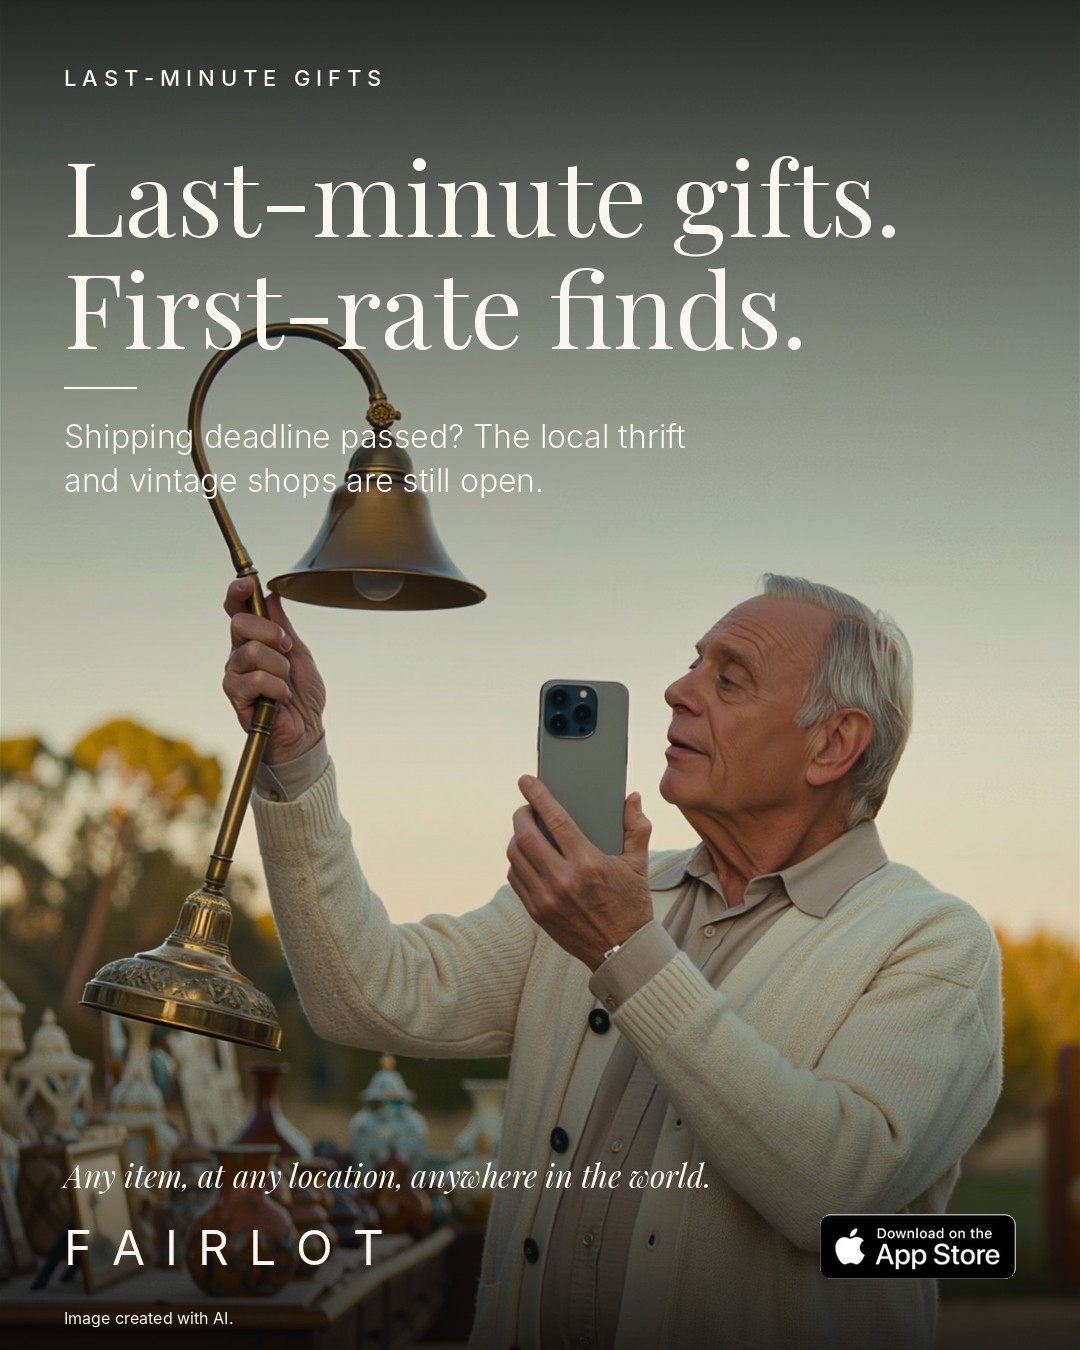 LAST-MINUTE GIFTS
Last-minute gifts.
First-rate finds.
Shipping deadline passed? The local thrift
and vintage shops are still open.
Any item, at any location, anywhere in the world.
FAIRLOT
Download on the
App Store
Image created with AI.